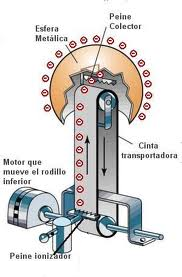 Peine
Colector
Esfera
Metálica
Cinta
transportadora
Motor que
mueve el rodillo
inferior
Peine ionizador